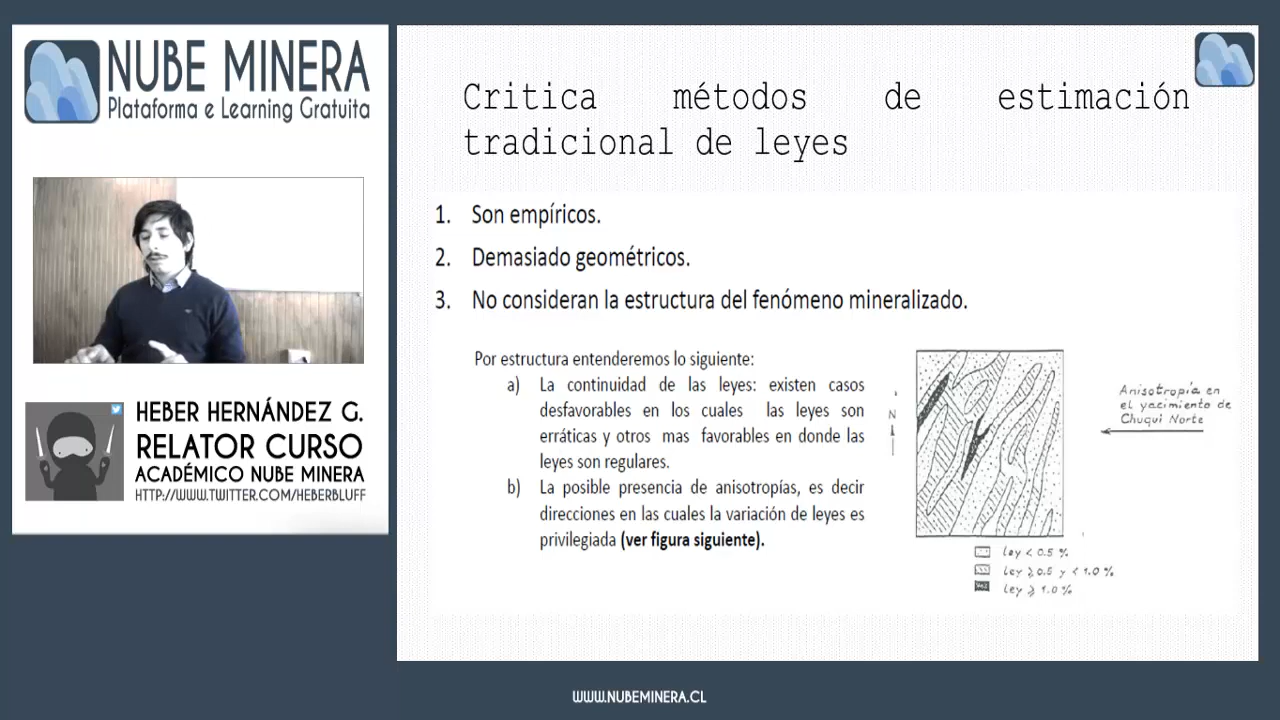 NUBE MINERA
Plataforma e Learning Gratuita
HEBER HERNÁNDEZ G.
RELATOR CURSO
ACADÉMICO NUBE MINERA
HTTP://WWW.TWITTER.COM/HEBERBLUFF
Critica métodos de estimación
tradicional de leyes
1. Son empíricos.
2. Demasiado geométricos.
3. No consideran la estructura del fenómeno mineralizado.
Por estructura entenderemos lo siguiente:
a) La continuidad de las leyes: existen casos
desfavorables en los cuales las leyes son
erráticas y otros mas favorables en donde las
leyes son regulares.
b) La posible presencia de anisotropías, es decir
direcciones en las cuales la variación de leyes es
privilegiada (ver figura siguiente).
N
Anisotropía en
el yacimiento de
Chuqui Norte
ley < 0.5 %
ley ⩾ 0.5 y < 1.0 %
ley ⩾ 1.0 %
WWW.NUBEMINERA.CL